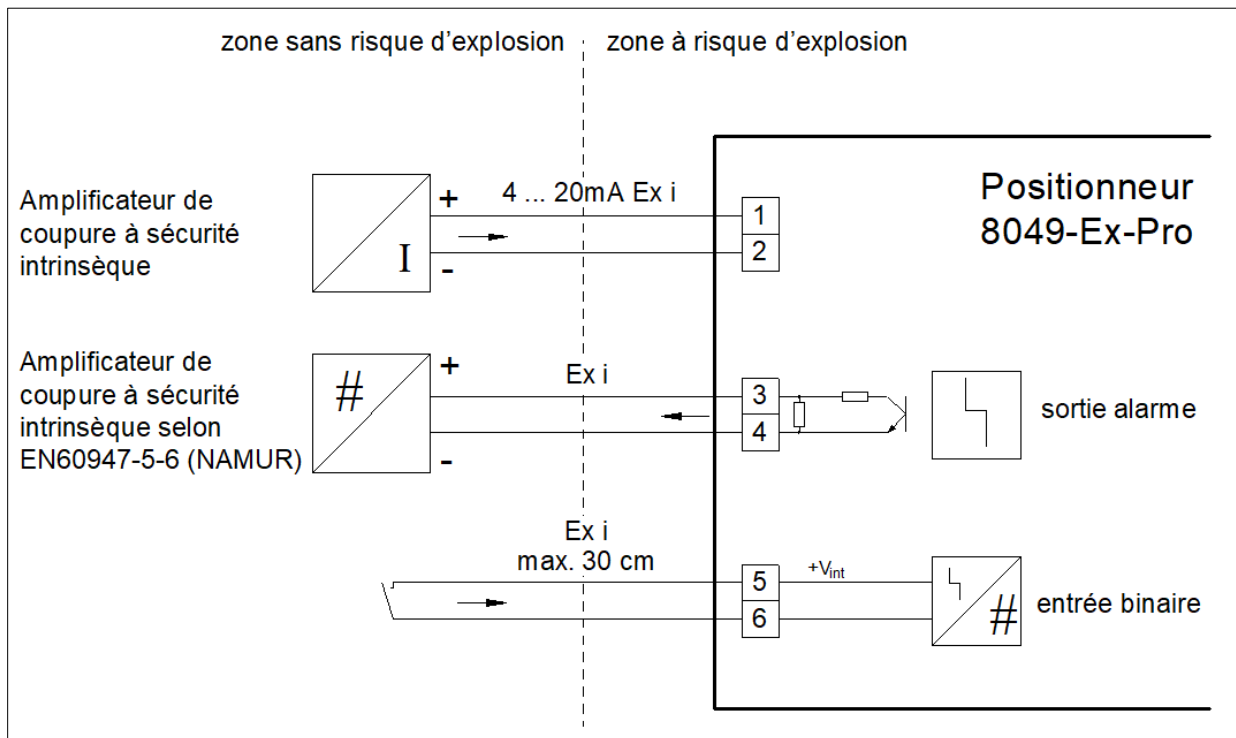 zone sans risque d'explosion
zone à risque d'explosion
Amplificateur de
coupure à sécurité
intrinsèque
I
+
-
4 ... 20mA Ex i
1
2
Positionneur
8049-Ex-Pro
Amplificateur de
coupure à sécurité
intrinsèque selon
EN60947-5-6 (NAMUR)
#
+
-
Ex i
3
4
sortie alarme
Ex i
max. 30 cm
5
6
+Vint
#
entrée binaire